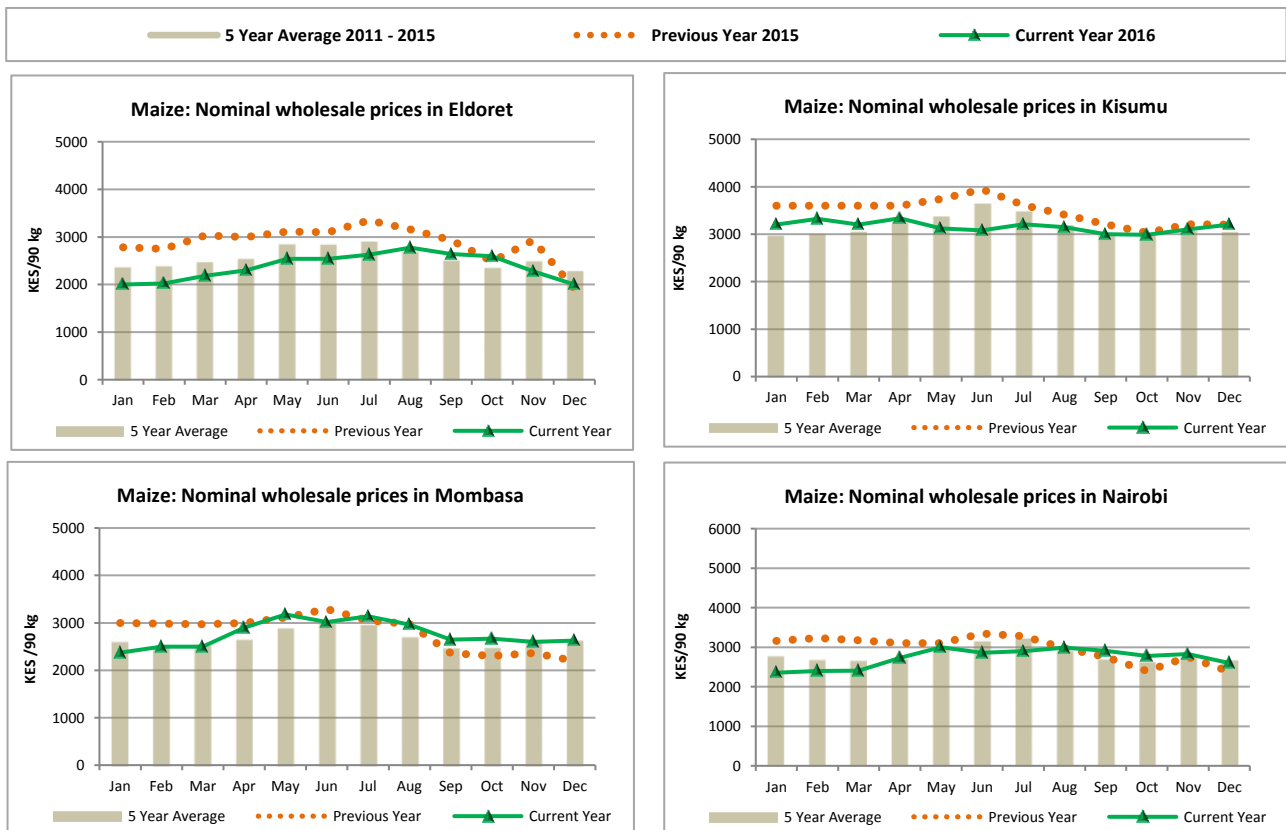 5 Year Average 2011 - 2015 Previous Year 2015 Current Year 2016
Maize: Nominal wholesale prices in Eldoret
KES/90 kg
5000
4000
3000
2000
1000
0
Jan Feb Mar Apr May Jun Jul Aug Sep Oct Nov Dec
5 Year Average Previous Year Current Year
Maize: Nominal wholesale prices in Kisumu
KES/90 kg
5000
4000
3000
2000
1000
0
Jan Feb Mar Apr May Jun Jul Aug Sep Oct Nov Dec
5 Year Average Previous Year Current Year
Maize: Nominal wholesale prices in Mombasa
KES /90 kg
5000
4000
3000
2000
1000
0
Jan Feb Mar Apr May Jun Jul Aug Sep Oct Nov Dec
5 Year Average Previous Year Current Year
Maize: Nominal wholesale prices in Nairobi
KES/90 kg
6000
5000
4000
3000
2000
1000
0
Jan Feb Mar Apr May Jun Jul Aug Sep Oct Nov Dec
5 Year Average Previous Year Current Year